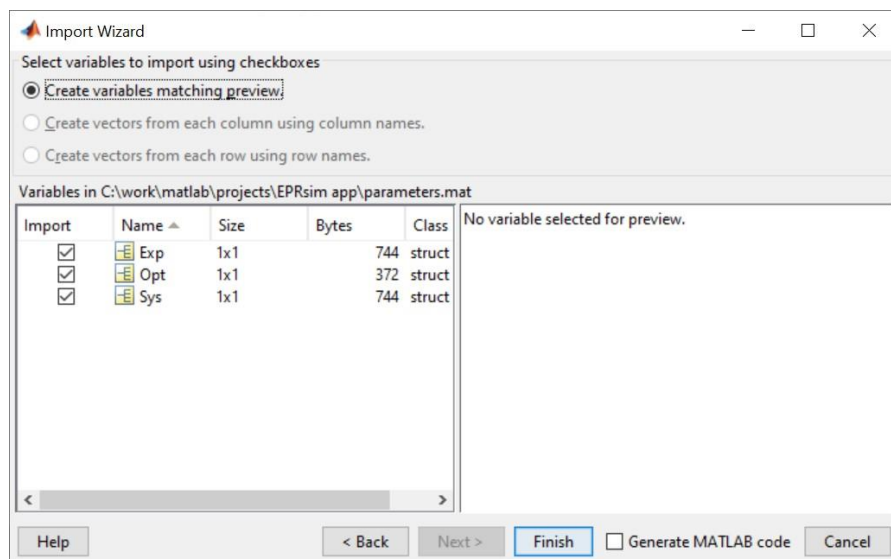 Import Wizard
Select variables to import using checkboxes
Create variables matching preview.
Create vectors from each column using column names.
Create vectors from each row using row names.
Variables in C:\work\matlab\projects\EPRsim app\parameters.mat
Import Name Size Bytes Class
Exp 1x1 744 struct
Opt 1x1 372 struct
Sys 1x1 744 struct
No variable selected for preview.
Help < Back Next > Finish Generate MATLAB code Cancel